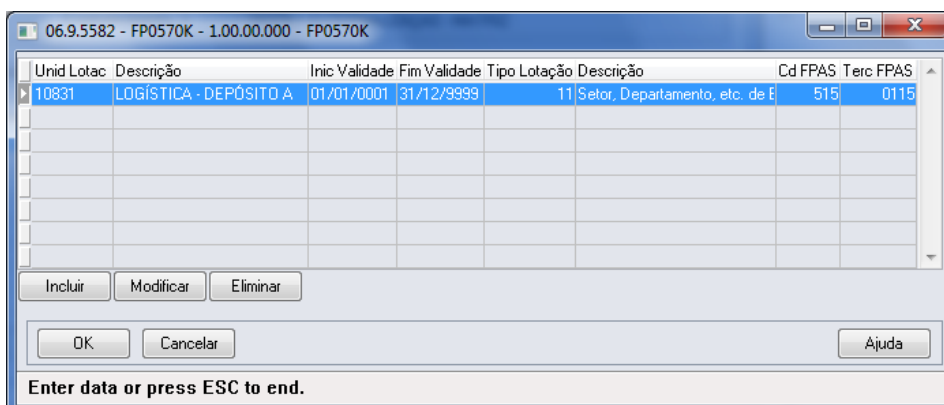 06.9.5582 - FP0570K - 1.00.00.000 - FP0570K
Unid Lotac Descrição Inic Validade Fim Validade Tipo Lotação Descrição Cd FPAS Terc FPAS
10831 LOGÍSTICA - DEPÓSITO A 01/01/0001 31/12/9999 11 Setor, Departamento, etc. de E 515 0115
Incluir Modificar Eliminar
OK Cancelar Ajuda
Enter data or press ESC to end.